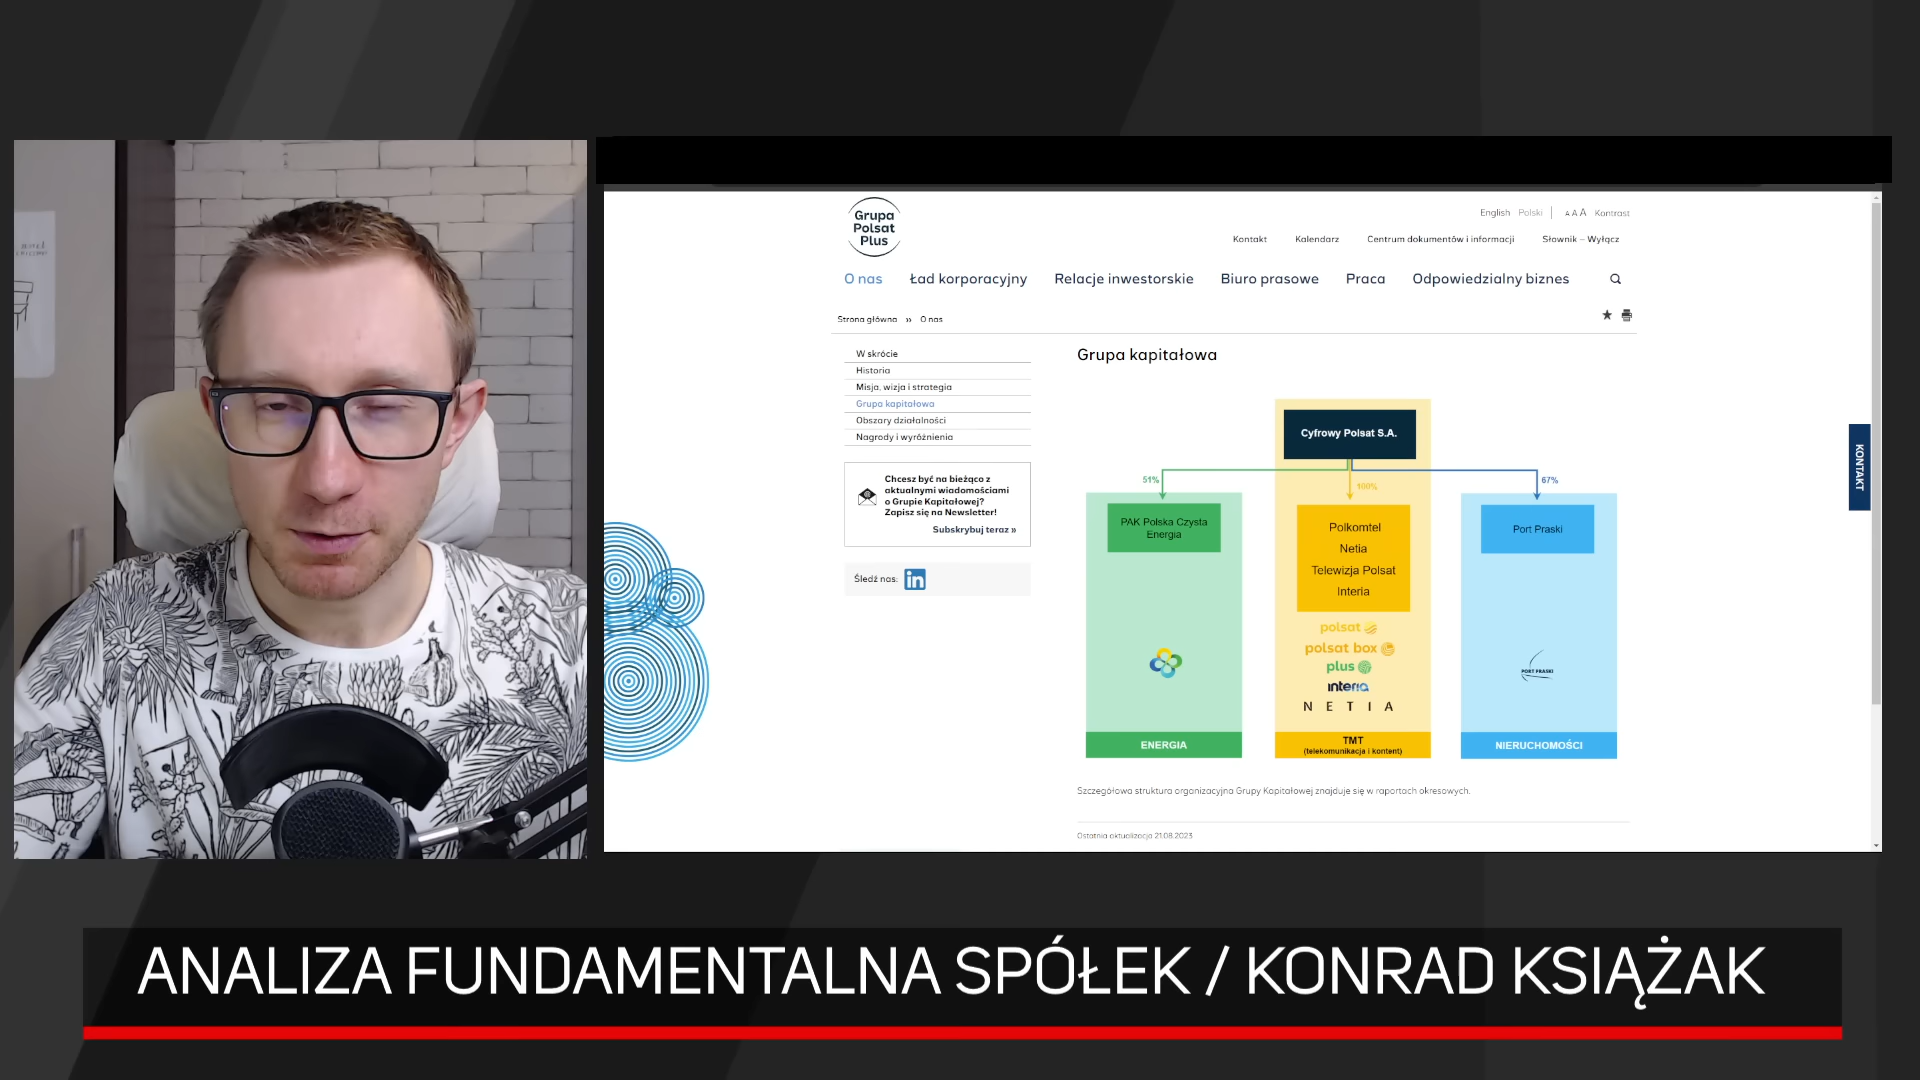 Grupa
Polsat
Plus
English Polski A A A Kontrast
Kontakt Kalendarz Centrum dokumentów i informacji Słownik – Wyłącz
O nas Ład korporacyjny Relacje inwestorskie Biuro prasowe Praca Odpowiedzialny biznes
Strona główna » O nas
W skrócie
Historia
Misja, wizja i strategia
Grupa kapitałowa
Obszary działalności
Nagrody i wyróżnienia
Chcesz być na bieżąco z
aktualnymi wiadomościami
o Grupie Kapitałowej?
Zapisz się na Newsletter!
Subskrybuj teraz »
Śledź nas:
in
Grupa kapitałowa
Cyfrowy Polsat S.A.
51%
100%
67%
PAK Polska Czysta
Energia
ENERGIA
Polkomtel
Netia
Telewizja Polsat
Interia
polsat
polsat box
plus
interia
NETIA
TMT
(telekomunikacja i kontent)
Port Praski
PORT PRASKI
NIERUCHOMOŚCI
Szczegółowa struktura organizacyjna Grupy Kapitałowej znajduje się w raportach okresowych.
Ostatnia aktualizacja 21.08.2023
KONTAKT
ANALIZA FUNDAMENTALNA SPÓŁEK / KONRAD KSIĄŻAK